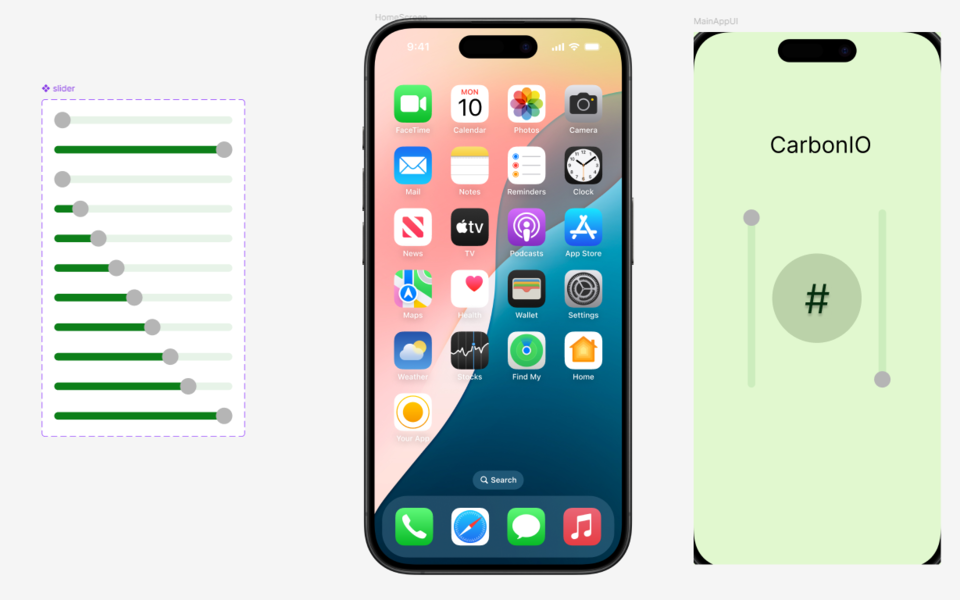 slider
HomeScreen
9:41
MON
10
FaceTime
Calendar
Photos
Camera
Mail
Notes
Reminders
Clock
tv
News
TV
Podcasts
App Store
Maps
Health
Wallet
Settings
Weather
Stocks
Find My
Home
Your App
Search
MainAppUI
CarbonIO
#